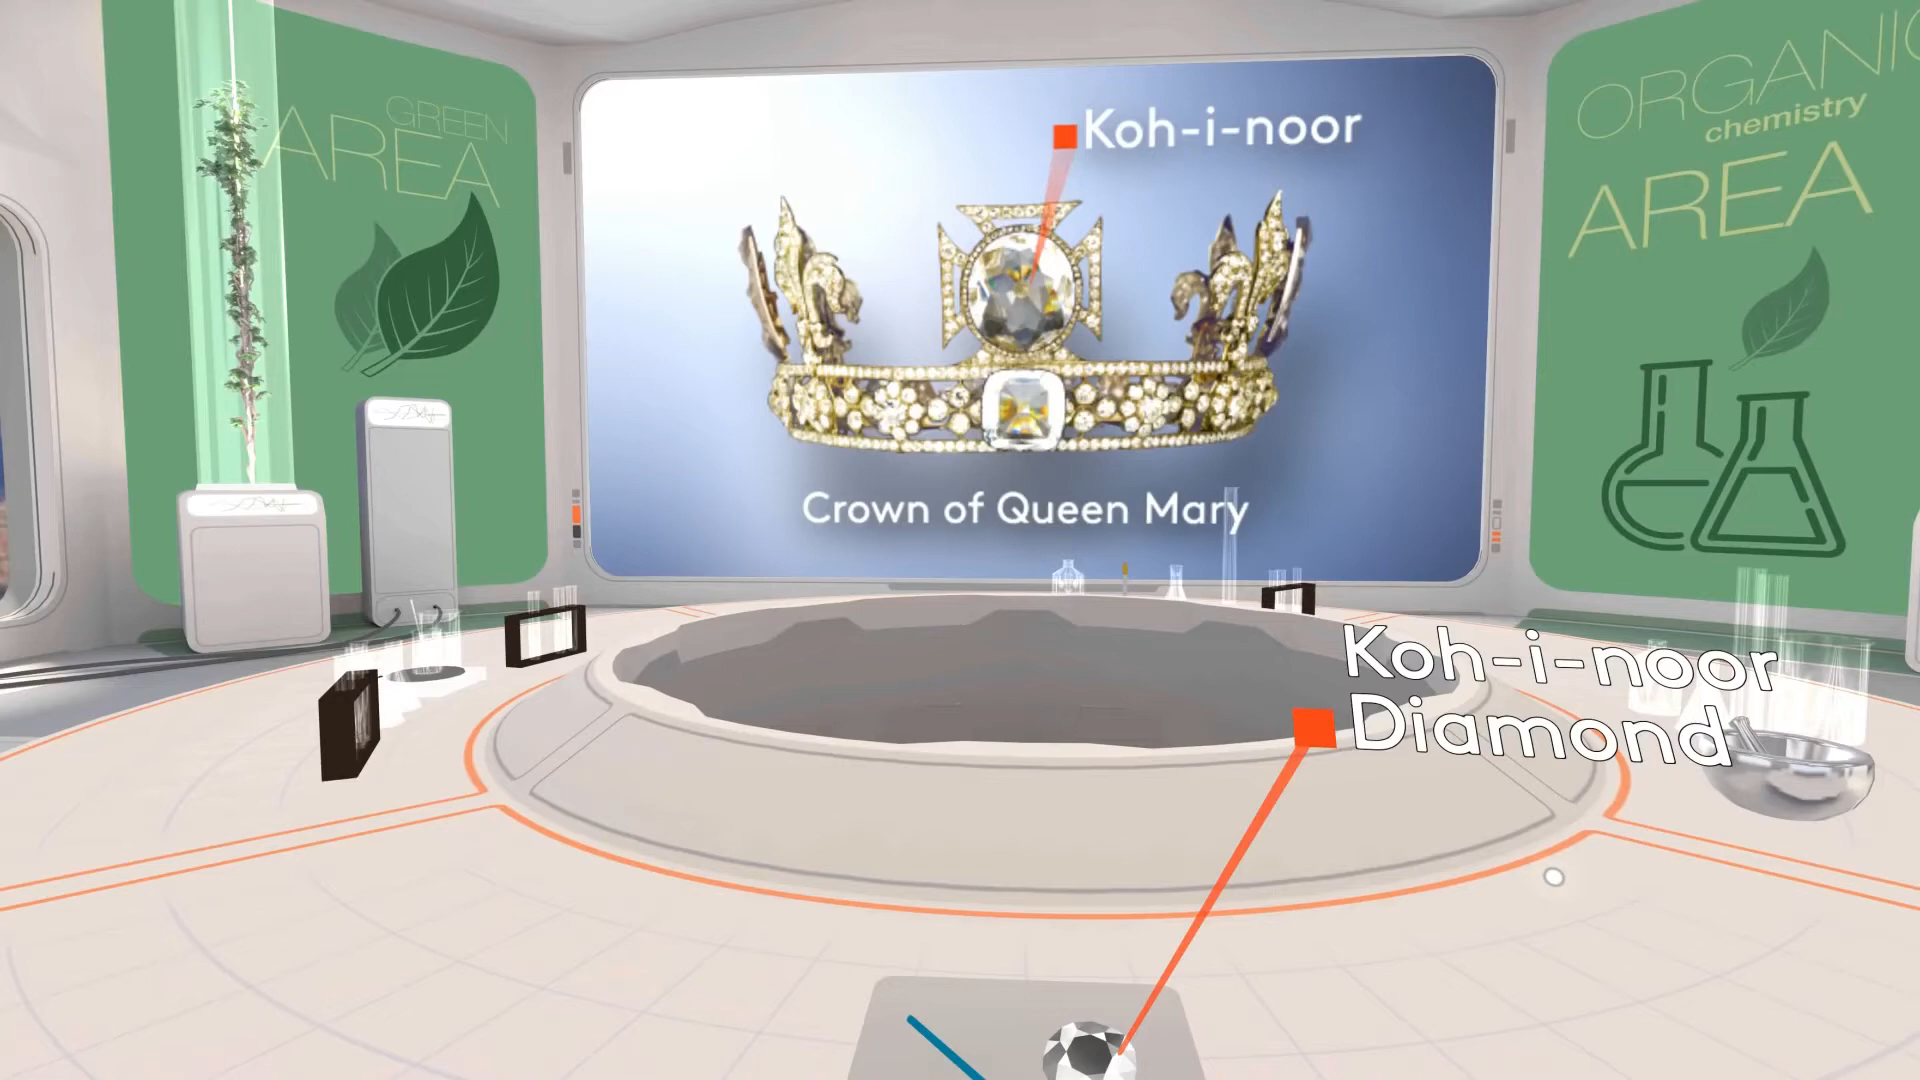 GREEN
AREA
Koh-i-noor
Crown of Queen Mary
ORGANIC
chemistry
AREA
Koh-i-noor
Diamond